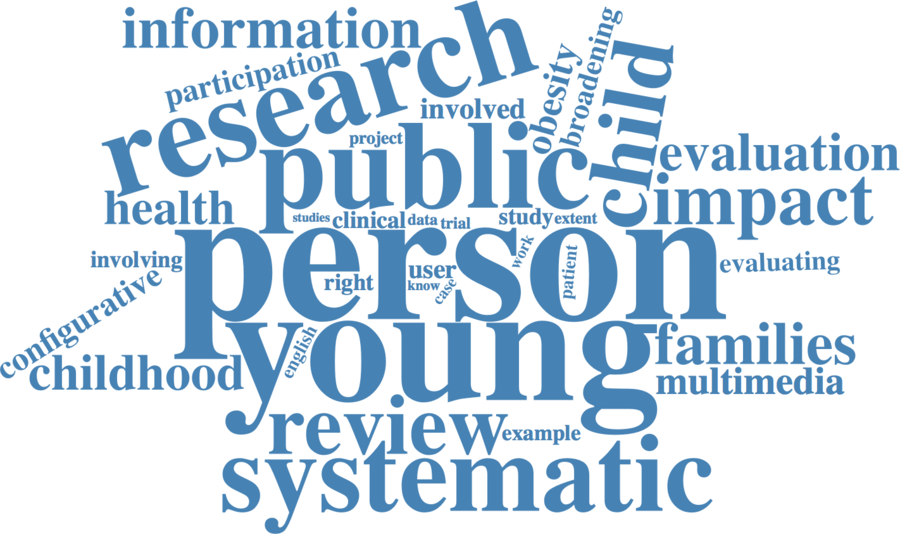 information
participation
research
involved
obesity
broadening
child
project
public
evaluation
impact
health
studies
clinical
data
trial
study
extent
person
involving
right
user
know
case
work
patient
evaluating
configurative
childhood
young
english
families
multimedia
review
example
systematic